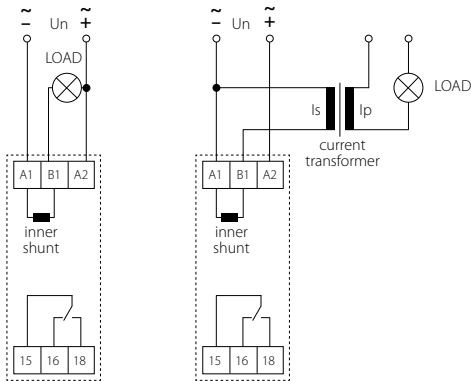 ~ Un ~
− +
LOAD
A1 B1 A2
inner
shunt
15 16 18
~ Un ~
− +
Is Ip
LOAD
current
transformer
A1 B1 A2
inner
shunt
15 16 18